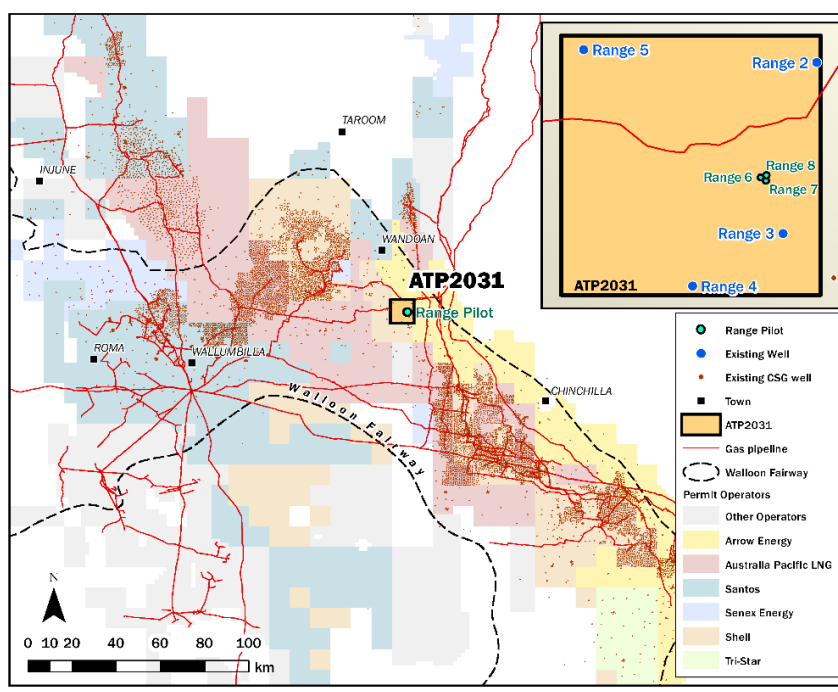 TAROOM
INJUNE
WANDOAN
ATP2031
Range Pilot
ROMA
WALLUMBILLA
CHINCHILLA
Walloon Fairway
N
0 10 20 40 60 80 100
km
Range 5
Range 2
Range 8
Range 6
Range 7
Range 3
Range 4
ATP2031
Range Pilot
Existing Well
Existing CSG well
Town
ATP2031
Gas pipeline
Walloon Fairway
Permit Operators
Other Operators
Arrow Energy
Australia Pacific LNG
Santos
Senex Energy
Shell
Tri-Star